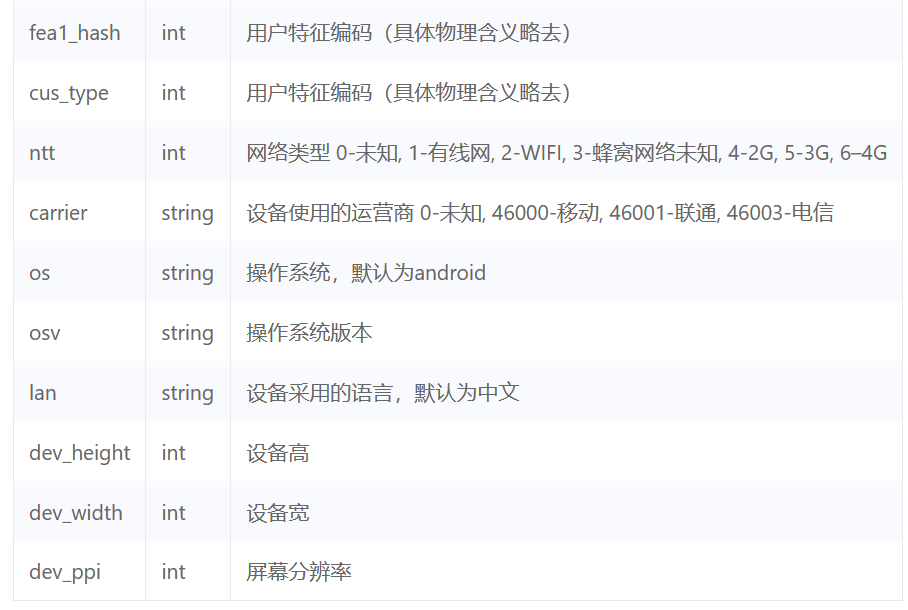 fea1_hash int 用户特征编码（具体物理含义略去）
cus_type int 用户特征编码（具体物理含义略去）
ntt int 网络类型 0-未知, 1-有线网, 2-WIFI, 3-蜂窝网络未知, 4-2G, 5-3G, 6–4G
carrier string 设备使用的运营商 0-未知, 46000-移动, 46001-联通, 46003-电信
os string 操作系统，默认为android
osv string 操作系统版本
lan string 设备采用的语言，默认为中文
dev_height int 设备高
dev_width int 设备宽
dev_ppi int 屏幕分辨率